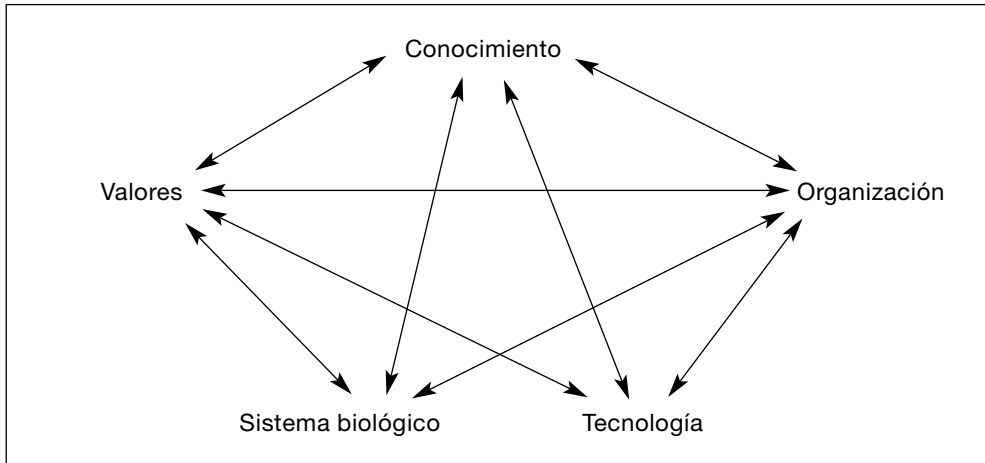 Conocimiento
Valores
Organización
Sistema biológico
Tecnología